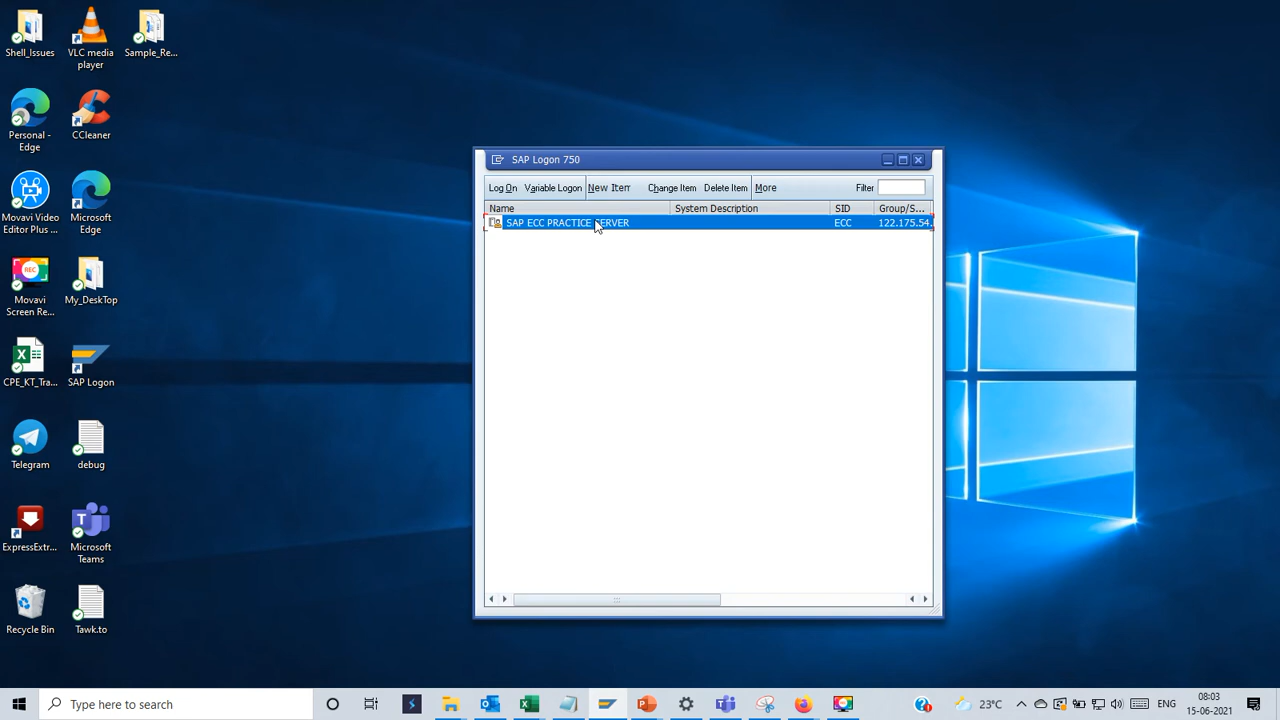 Shell_Issues
VLC media
player
Sample_Re...
Personal -
Edge
CCleaner
Movavi Video
Editor Plus ...
Microsoft
Edge
REC
Movavi
Screen Re...
My_DeskTop
CPE_KT_Tra...
SAP Logon
Telegram
debug
ExpressExtr...
Microsoft
Teams
Recycle Bin
Tawk.to
SAP Logon 750
Log On Variable Logon New Item Change Item Delete Item More Filter
Name System Description SID Group/S...
SAP ECC PRACTICE SERVER ECC 122.175.54.
Type here to search
23°C
ENG
08:03
15-06-2021